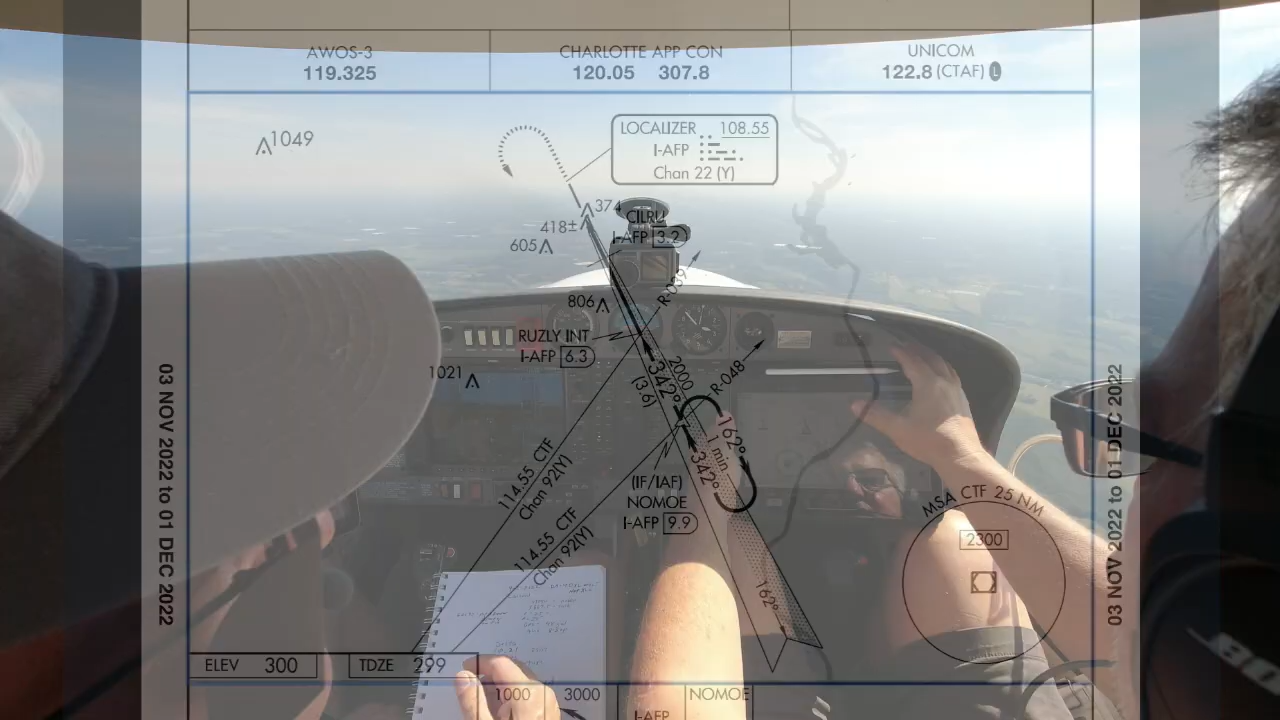 AWOS-3
119.325
CHARLOTTE APP CON
120.05 307.8
UNICOM
122.8 (CTAF) L
1049
LOCALIZER 108.55
I-AFP
Chan 22 (Y)
374
418±
605
CILRU
I-AFP 3.2
R-039
806
RUZLY INT
I-AFP 6.3
1021
2000
342°
(3.6)
R-048
162°
1 min
342°
114.55 CTF
Chan 92(Y)
114.55 CTF
Chan 92(Y)
(IF/IAF)
NOMOE
I-AFP 9.9
162°
MSA CTF 25 NM
2300
03 NOV 2022 to 01 DEC 2022
03 NOV 2022 to 01 DEC 2022
ELEV 300
TDZE 299
1000
3000
NOMOE
I-AFP